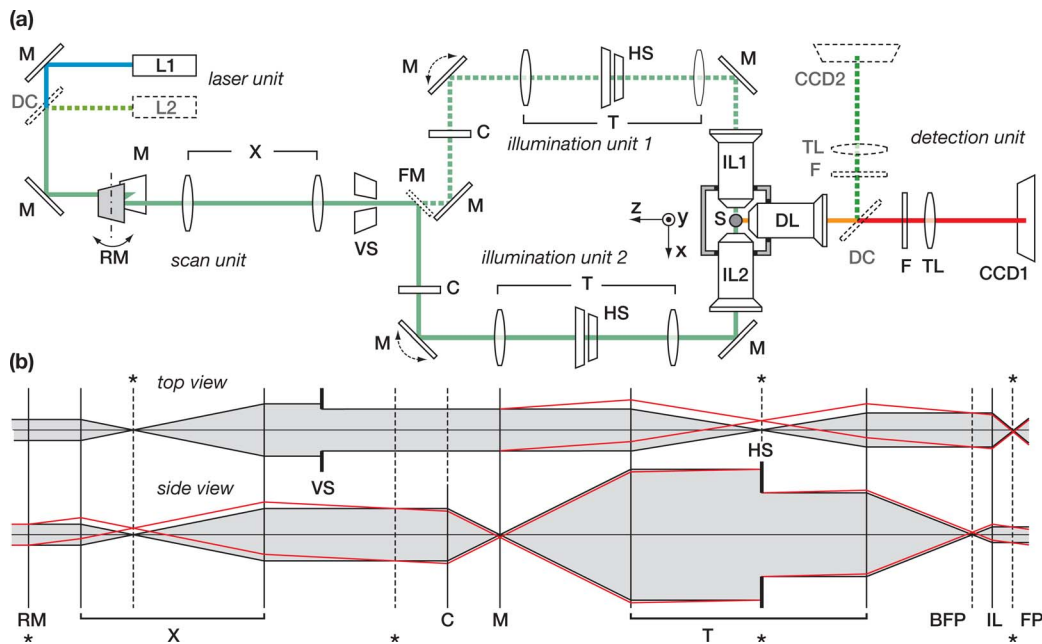 (a)
M
L1
laser unit
DC
L2
M
M
RM
X
scan unit
VS
FM
M
M
C
HS
T
illumination unit 1
M
IL1
z
y
x
S
DL
IL2
illumination unit 2
C
M
T
HS
M
CCD2
TL
F
detection unit
DC
F
TL
CCD1
(b)
top view
*
*
*
VS
HS
side view
RM
*
X
*
C
M
T
*
BFP
IL
FP
*